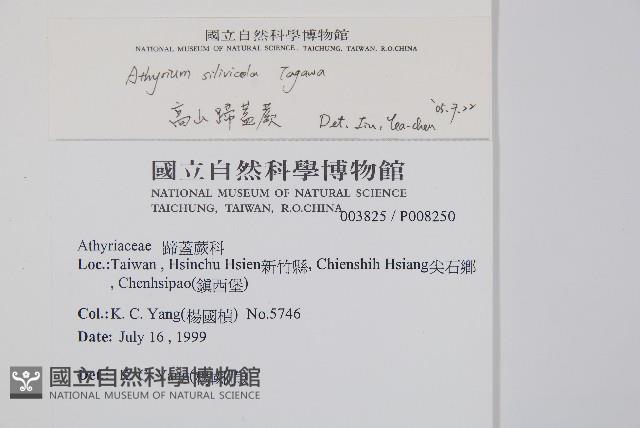 國立自然科學博物館
NATIONAL MUSEUM OF NATURAL SCIENCE, TAICHUNG, TAIWAN, R.O.CHINA
Athyrium silivicola Tagawa
高山蹄蓋蕨
Det. Liu, Yea-chen '05.7.22
國立自然科學博物館
NATIONAL MUSEUM OF NATURAL SCIENCE
TAICHUNG, TAIWAN, R.O.CHINA
003825 / P008250
Athyriaceae 蹄蓋蕨科
Loc.:Taiwan , Hsinchu Hsien新竹縣, Chienshih Hsiang尖石鄉
, Chenhsipao(鎮西堡)
Col.:K. C. Yang(楊國楨) No.5746
Date: July 16 , 1999
國立自然科學博物館
NATIONAL MUSEUM OF NATURAL SCIENCE